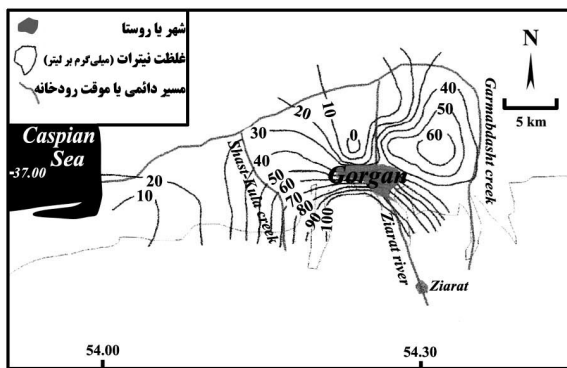 شهر یا روستا
غلظت نیترات (میلی‌گرم بر لیتر)
مسیر دائمی یا موقت رودخانه
N
5 km
Caspian
Sea
37.00
20
10
30
20
10
0
40
50
60
70
80
90
100
40
50
60
Shast-Kula creek
Gorgan
Garmabdasht creek
Ziarat river
Ziarat
54.00
54.30